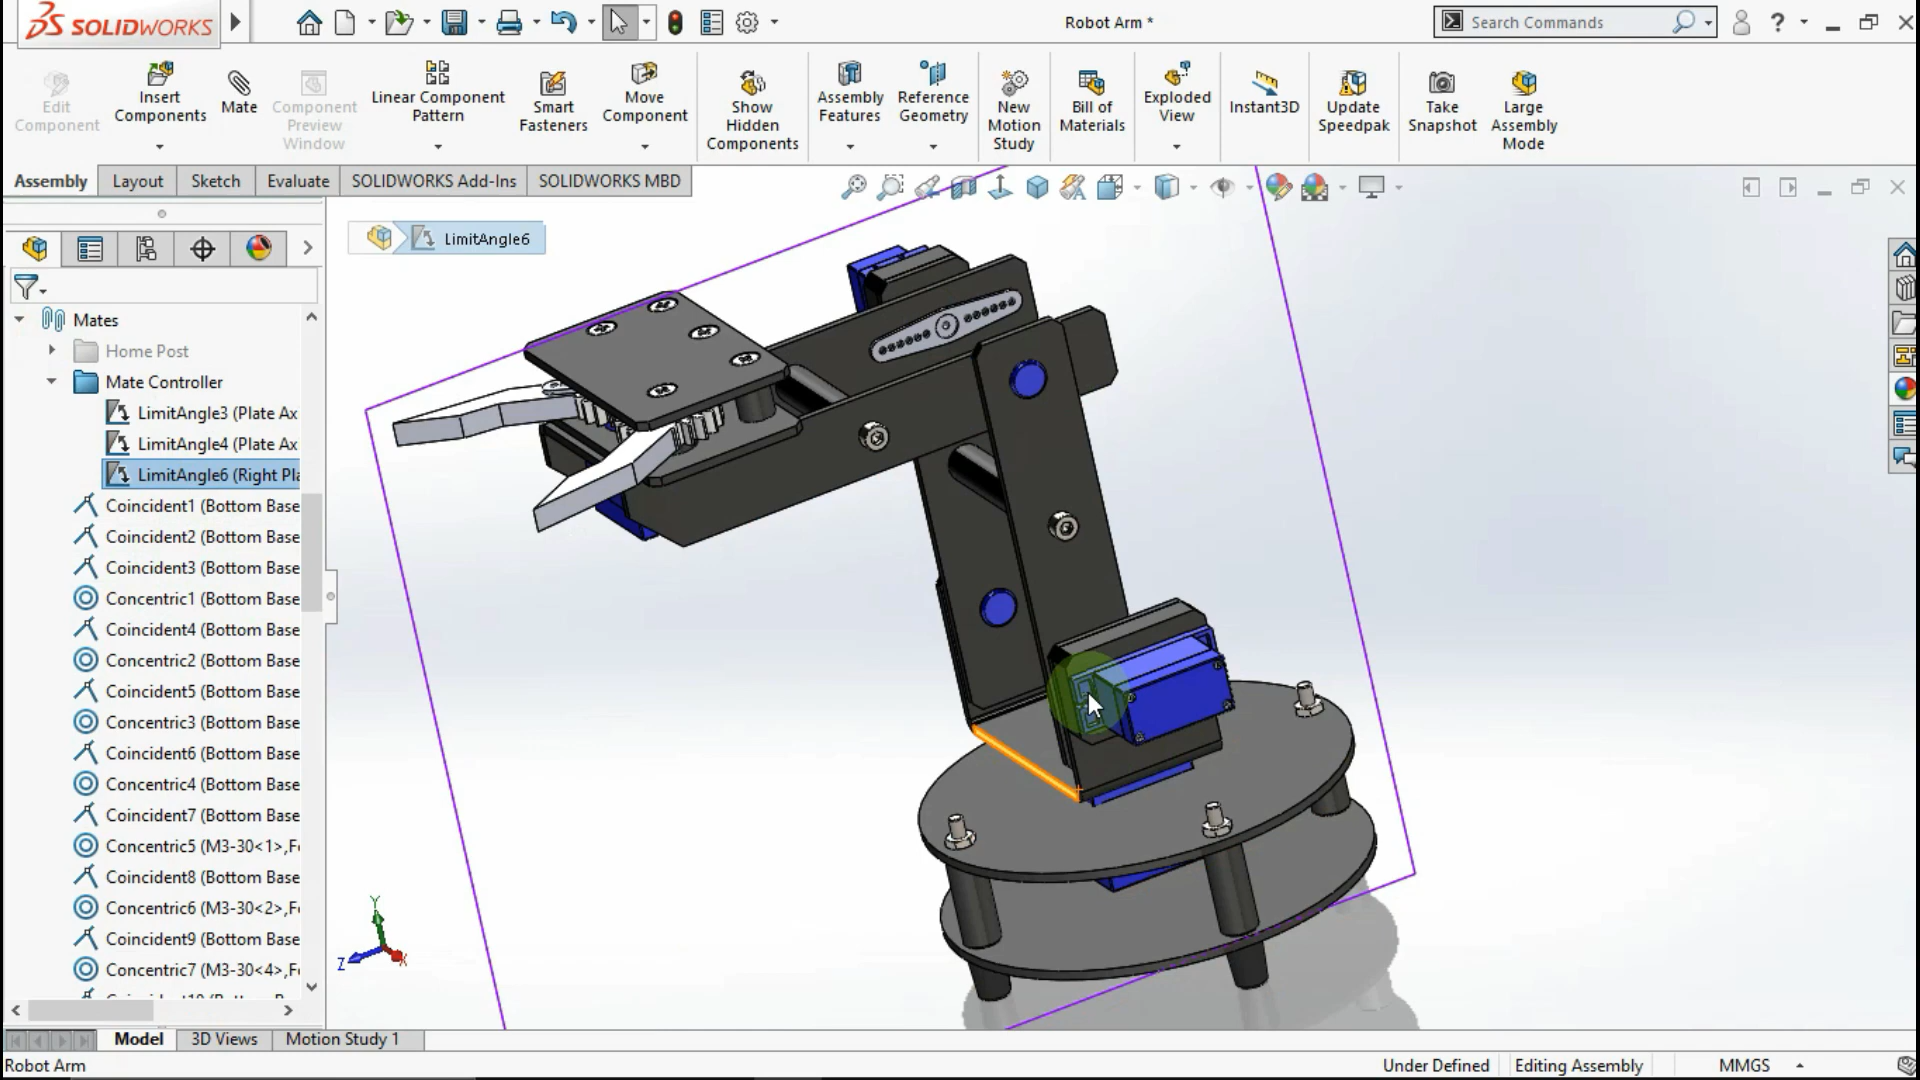 SOLIDWORKS
Robot Arm *
Search Commands
Edit Component
Insert Components
Mate
Component Preview Window
Linear Component Pattern
Smart Fasteners
Move Component
Show Hidden Components
Assembly Features
Reference Geometry
New Motion Study
Bill of Materials
Exploded View
Instant3D
Update Speedpak
Take Snapshot
Large Assembly Mode
Assembly
Layout
Sketch
Evaluate
SOLIDWORKS Add-Ins
SOLIDWORKS MBD
LimitAngle6
Mates
Home Post
Mate Controller
LimitAngle3 (Plate Ax
LimitAngle4 (Plate Ax
LimitAngle6 (Right Pla
Coincident1 (Bottom Base
Coincident2 (Bottom Base
Coincident3 (Bottom Base
Concentric1 (Bottom Base
Coincident4 (Bottom Base
Concentric2 (Bottom Base
Coincident5 (Bottom Base
Concentric3 (Bottom Base
Coincident6 (Bottom Base
Concentric4 (Bottom Base
Coincident7 (Bottom Base
Concentric5 (M3-30<1>,F
Coincident8 (Bottom Base
Concentric6 (M3-30<2>,F
Coincident9 (Bottom Base
Concentric7 (M3-30<4>,F
Y
Z
X
Model
3D Views
Motion Study 1
Robot Arm
Under Defined
Editing Assembly
MMGS